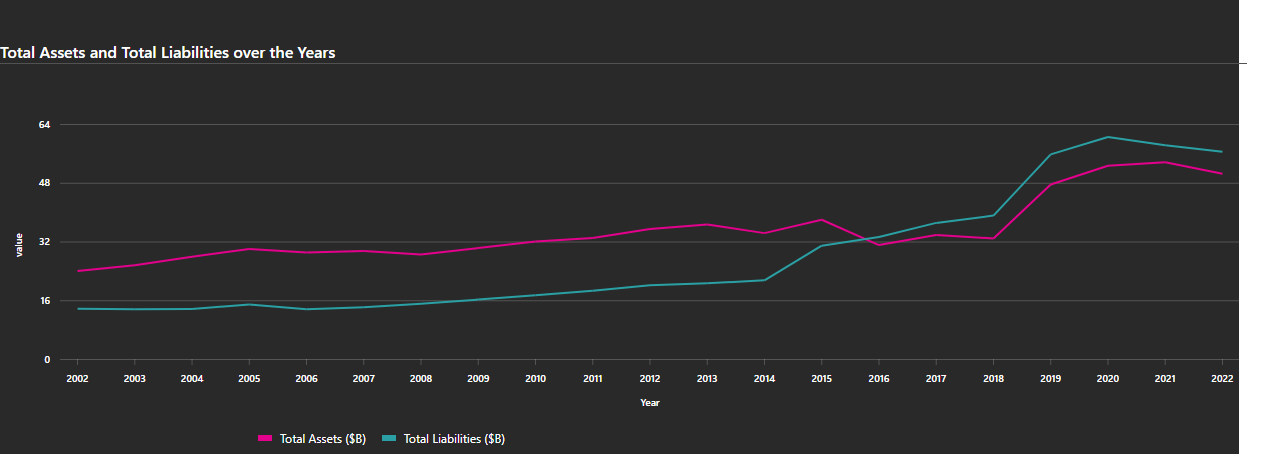 Total Assets and Total Liabilities over the Years
64
48
32
16
0
value
2002 2003 2004 2005 2006 2007 2008 2009 2010 2011 2012 2013 2014 2015 2016 2017 2018 2019 2020 2021 2022
Year
Total Assets ($B) Total Liabilities ($B)